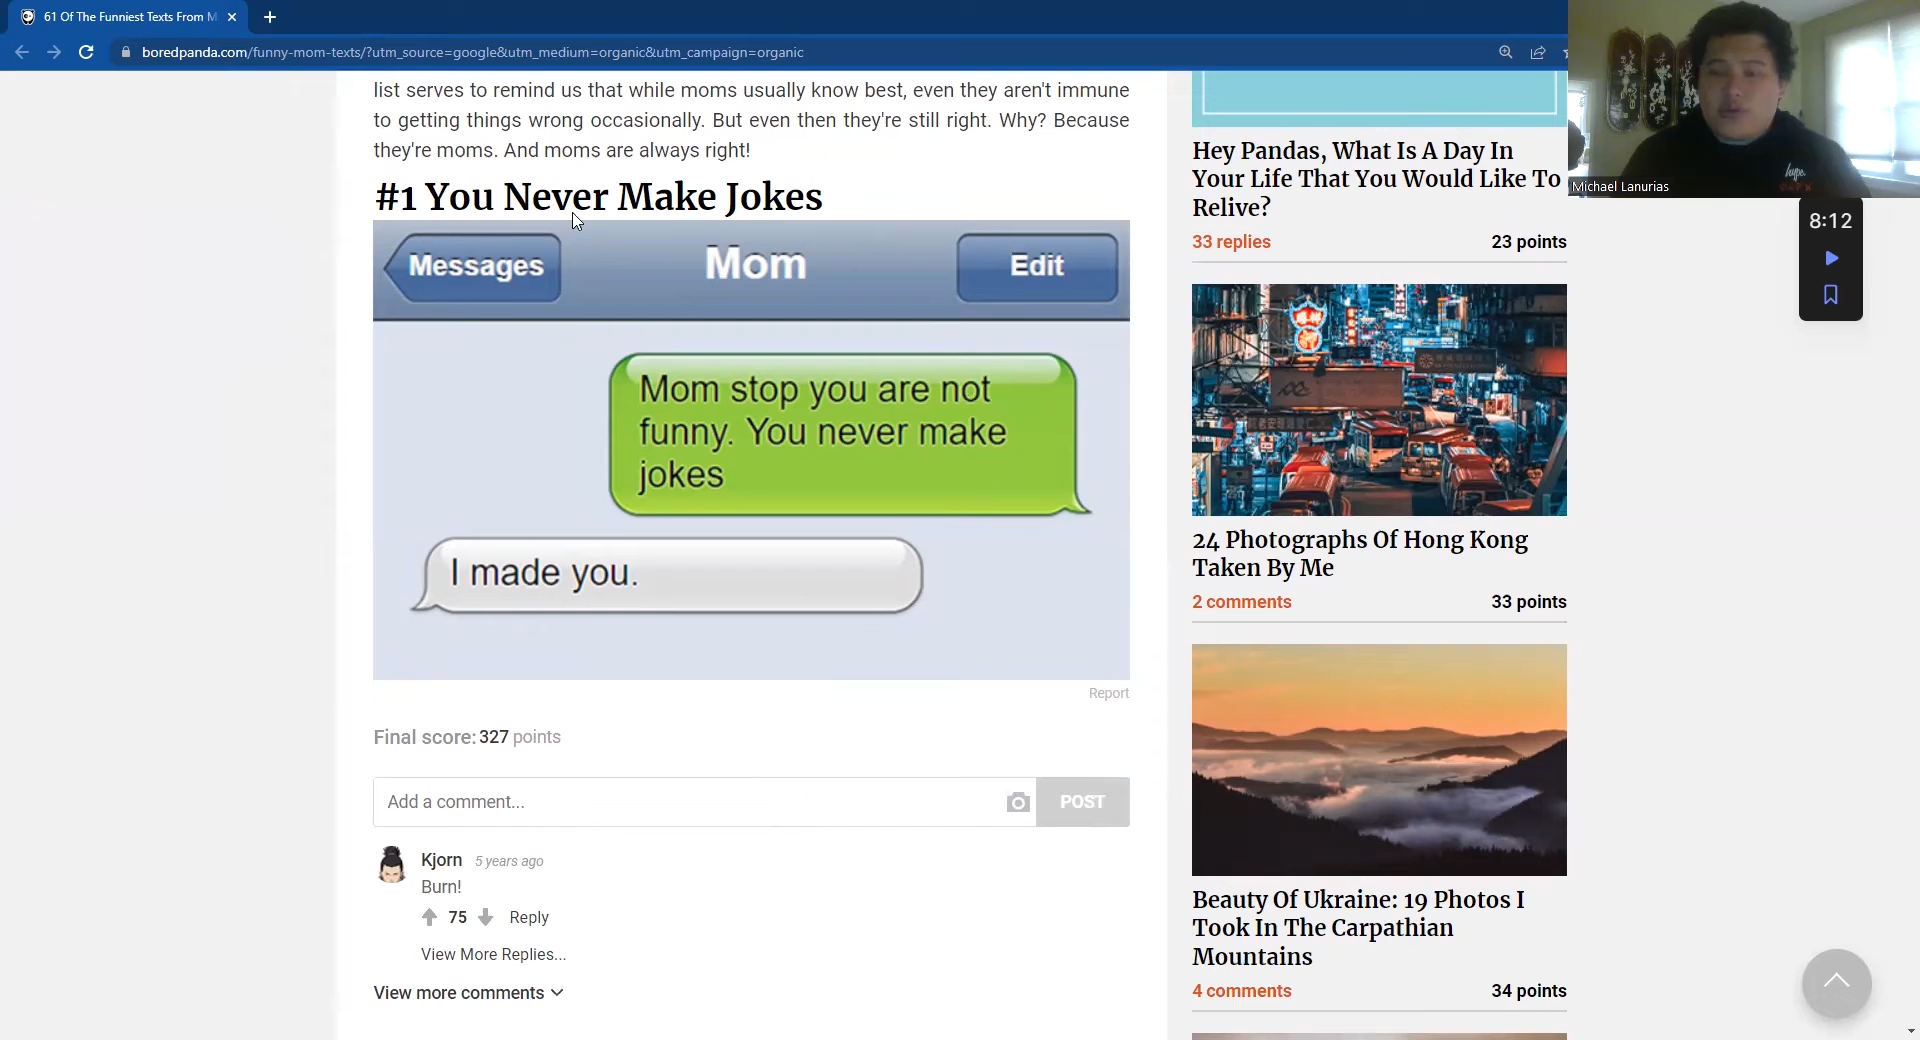 61 Of The Funniest Texts From M
boredpanda.com/funny-mom-texts/?utm_source=google&utm_medium=organic&utm_campaign=organic
list serves to remind us that while moms usually know best, even they aren't immune
to getting things wrong occasionally. But even then they're still right. Why? Because
they're moms. And moms are always right!
#1 You Never Make Jokes
Messages
Mom
Edit
Mom stop you are not
funny. You never make
jokes
I made you.
Report
Final score: 327 points
Add a comment...
POST
Kjorn 5 years ago
Burn!
75 Reply
View More Replies...
View more comments
Hey Pandas, What Is A Day In
Your Life That You Would Like To
Relive?
33 replies 23 points
24 Photographs Of Hong Kong
Taken By Me
2 comments 33 points
Beauty Of Ukraine: 19 Photos I
Took In The Carpathian
Mountains
4 comments 34 points
hype.
Michael Lanurias
8:12